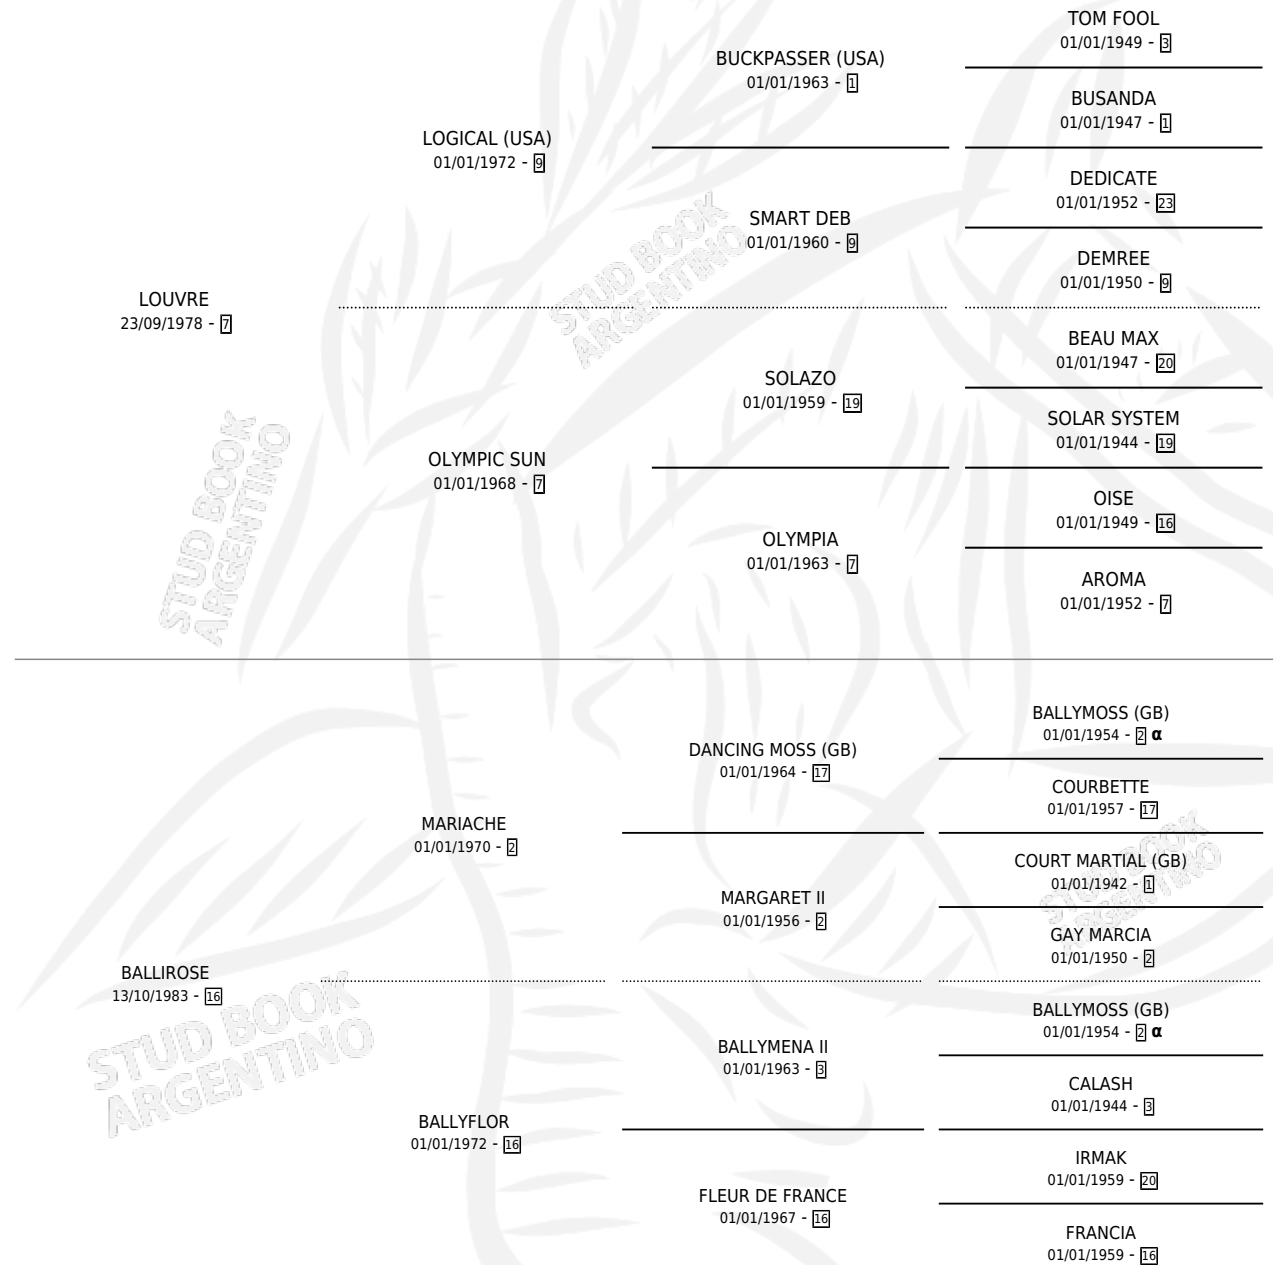 TOM FOOL
01/01/1949 - 3
BUCKPASSER (USA)
01/01/1963 - 1
BUSANDA
01/01/1947 - 1
LOGICAL (USA)
01/01/1972 - 9
DEDICATE
01/01/1952 - 23
SMART DEB
01/01/1960 - 9
DEMREE
01/01/1950 - 9
LOUVRE
23/09/1978 - 7
BEAU MAX
01/01/1947 - 20
SOLAZO
01/01/1959 - 19
SOLAR SYSTEM
01/01/1944 - 19
OLYMPIC SUN
01/01/1968 - 7
OISE
01/01/1949 - 16
OLYMPIA
01/01/1963 - 7
AROMA
01/01/1952 - 7
BALLYMOSS (GB)
01/01/1954 - 2 α
DANCING MOSS (GB)
01/01/1964 - 17
COURBETTE
01/01/1957 - 17
MARIACHE
01/01/1970 - 2
COURT MARTIAL (GB)
01/01/1942 - 1
MARGARET II
01/01/1956 - 2
GAY MARCIA
01/01/1950 - 2
BALLIROSE
13/10/1983 - 16
BALLYMOSS (GB)
01/01/1954 - 2 α
BALLYMENA II
01/01/1963 - 3
CALASH
01/01/1944 - 3
BALLYFLOR
01/01/1972 - 16
IRMAK
01/01/1959 - 20
FLEUR DE FRANCE
01/01/1967 - 16
FRANCIA
01/01/1959 - 16
STUD BOOK
ARGENTINO
STUD BOOK
ARGENTINO
STUD BOOK
ARGENTINO
STUD BOOK
ARGENTINO